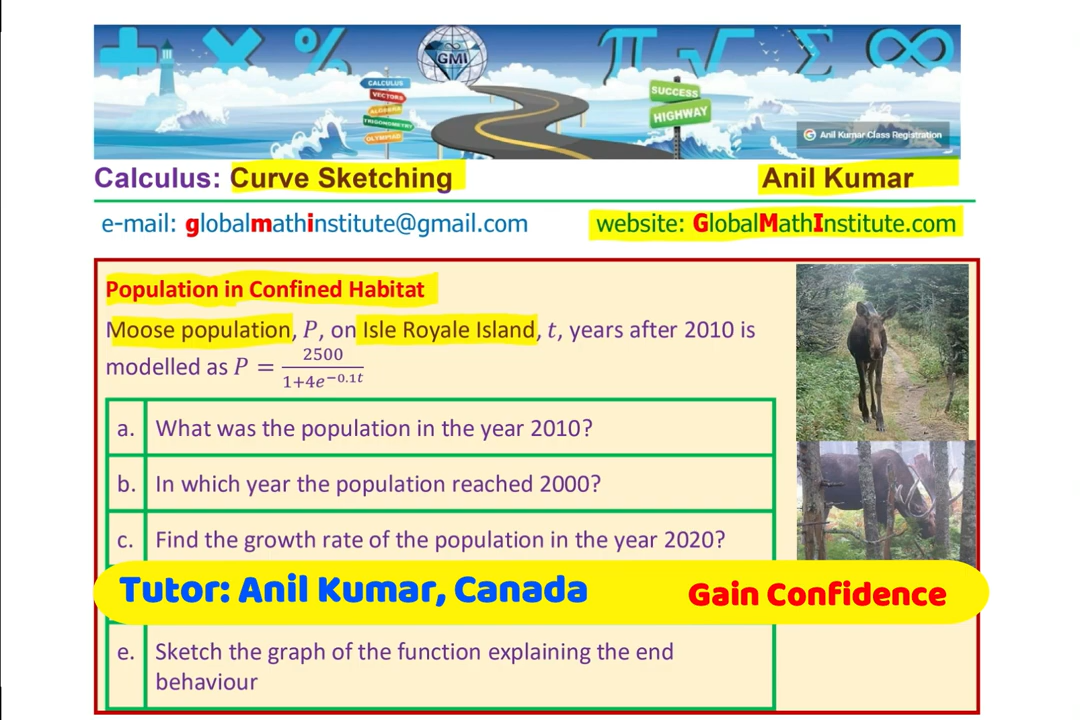 GMI
CALCULUS
VECTORS
ALGEBRA
TRIGONOMETRY
OLYMPIAD
SUCCESS
HIGHWAY
Anil Kumar Class Registration
Calculus: Curve Sketching Anil Kumar
e-mail: globalmathinstitute@gmail.com website: GlobalMathInstitute.com
Population in Confined Habitat
Moose population, P, on Isle Royale Island, t, years after 2010 is
modelled as P = 2500/(1+4e^−0.1t)
a. What was the population in the year 2010?
b. In which year the population reached 2000?
c. Find the growth rate of the population in the year 2020?
Tutor: Anil Kumar, Canada Gain Confidence
e. Sketch the graph of the function explaining the end
behaviour